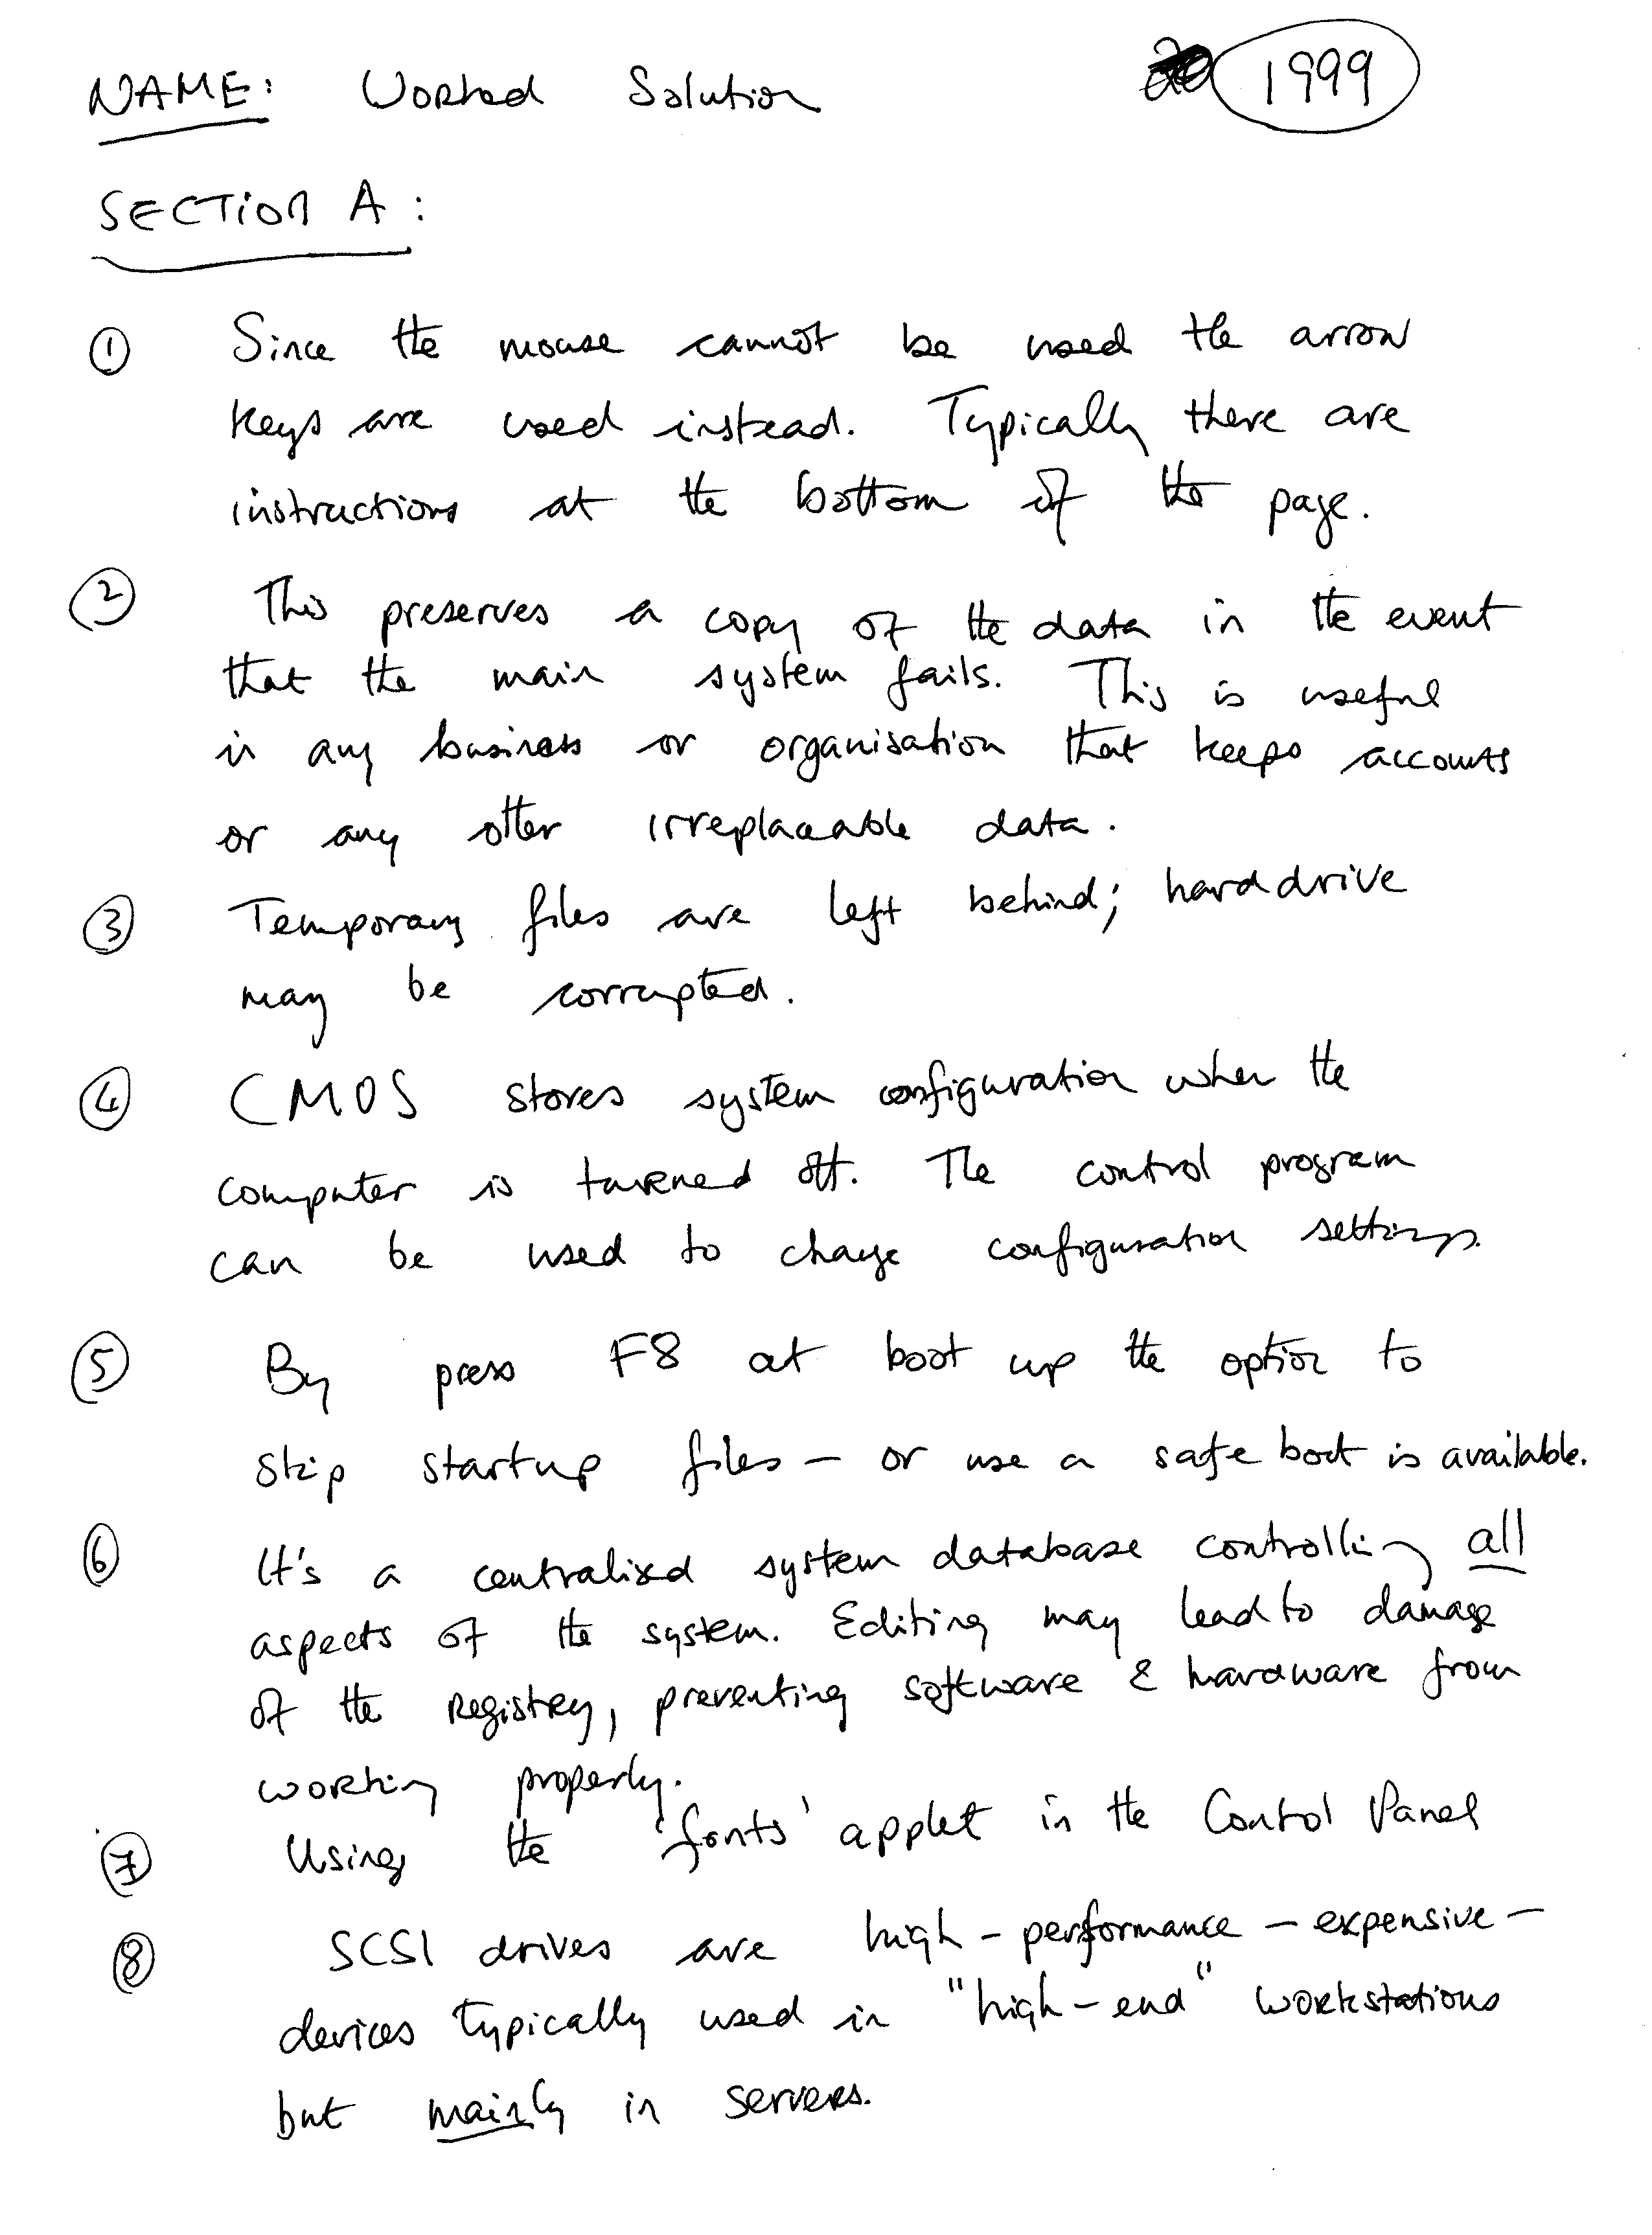 NAME: Worked Solution 1999
SECTION A:
① Since the mouse cannot be used the arrow
keys are used instead. Typically there are
instructions at the bottom of the page.
② This preserves a copy of the data in the event
that the main system fails. This is useful
in any business or organisation that keeps accounts
or any other irreplaceable data.
③ Temporary files are left behind; hard drive
may be corrupted.
④ CMOS stores system configuration when the
computer is turned off. The control program
can be used to change configuration settings.
⑤ By press F8 at boot up the option to
skip startup files – or use a safe boot is available.
⑥ It's a centralised system database controlling all
aspects of the system. Editing may lead to damage
of the registry, preventing software & hardware from
working properly.
⑦ Using the 'fonts' applet in the Control Panel
⑧ SCSI drives are high-performance – expensive –
devices typically used in "high-end" workstations
but mainly in servers.